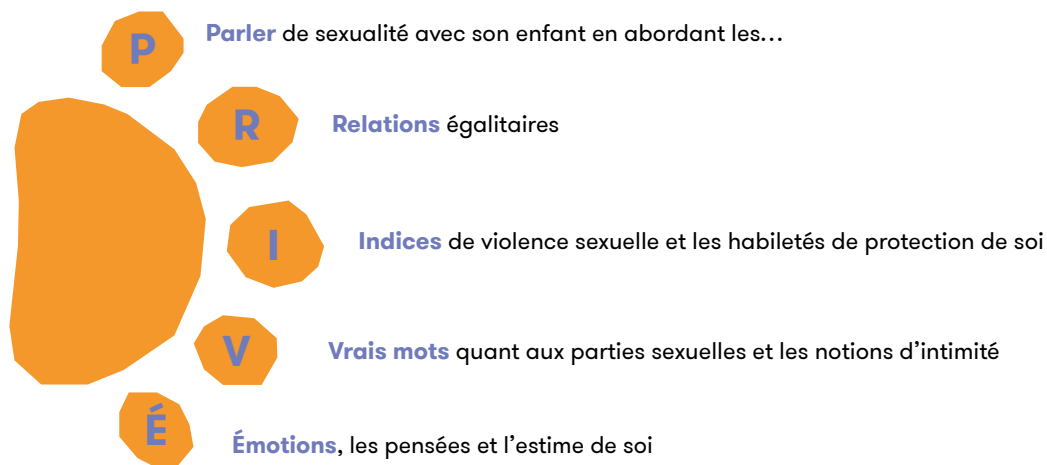 P Parler de sexualité avec son enfant en abordant les…
R Relations égalitaires
I Indices de violence sexuelle et les habiletés de protection de soi
V Vrais mots quant aux parties sexuelles et les notions d’intimité
É Émotions, les pensées et l’estime de soi